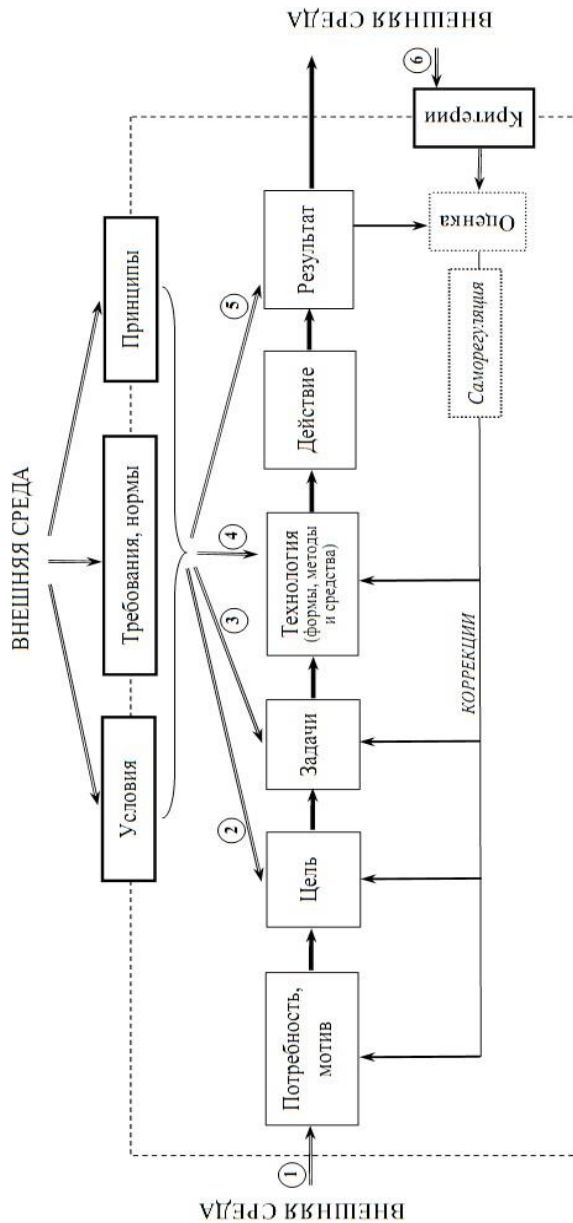 ВНЕШНЯЯ СРЕДА
Условия
Требования, нормы
Принципы
2
3
4
5
ВНЕШНЯЯ СРЕДА
1
Потребность,
мотив
Цель
Задачи
Технология
(формы, методы
и средства)
Действие
Результат
ВНЕШНЯЯ СРЕДА
6
Критерии
Оценка
Саморегуляция
КОРРЕКЦИИ